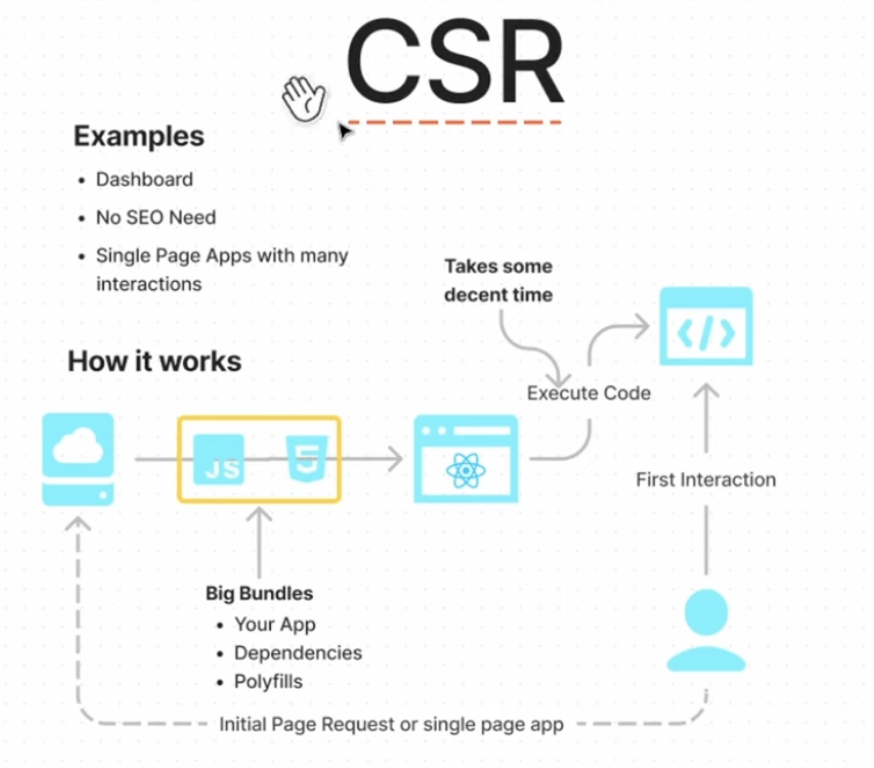 CSR
Examples
• Dashboard
• No SEO Need
• Single Page Apps with many
interactions
Takes some
decent time
How it works
Execute Code
JS
5
</>
First Interaction
Big Bundles
• Your App
• Dependencies
• Polyfills
Initial Page Request or single page app